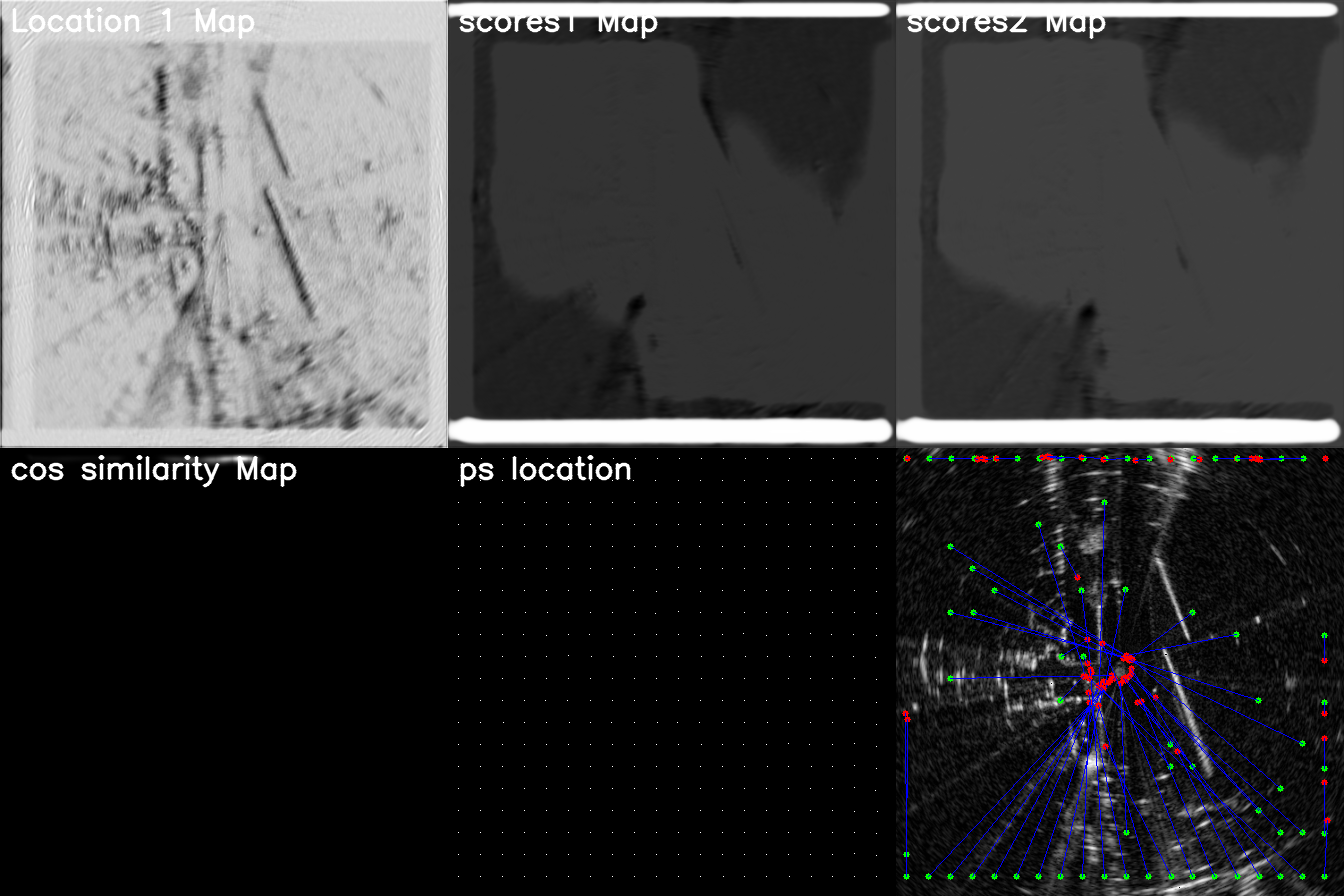 Location 1 Map
scores1 Map
scores2 Map
cos similarity Map
ps location